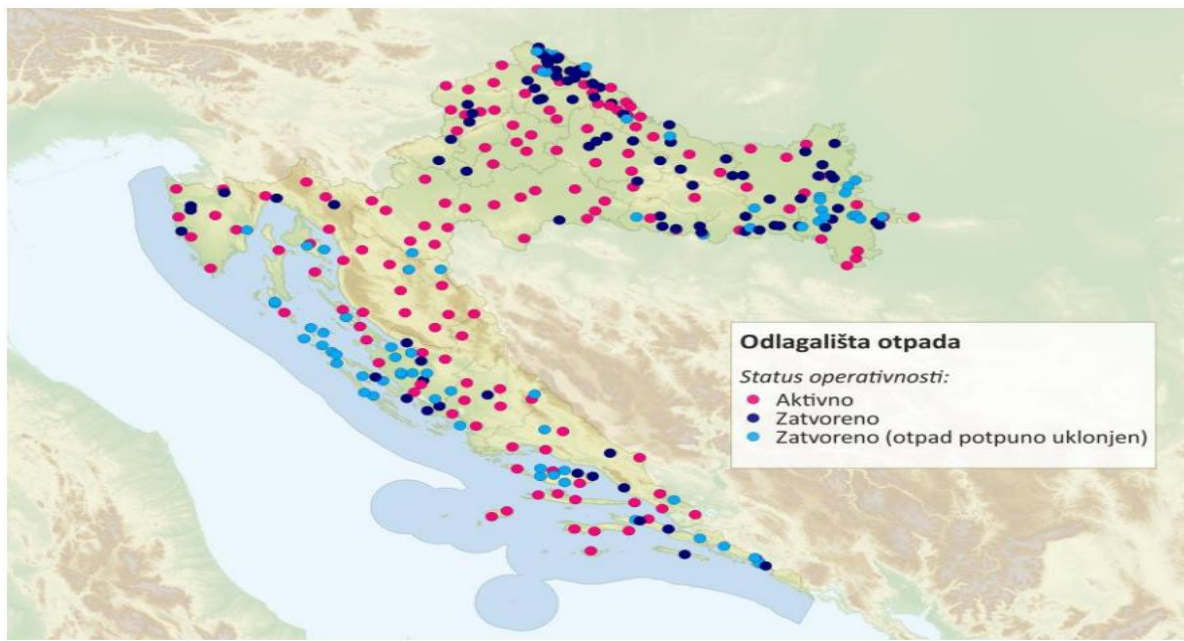 Odlagališta otpada
Status operativnosti:
Aktivno
Zatvoreno
Zatvoreno (otpad potpuno uklonjen)